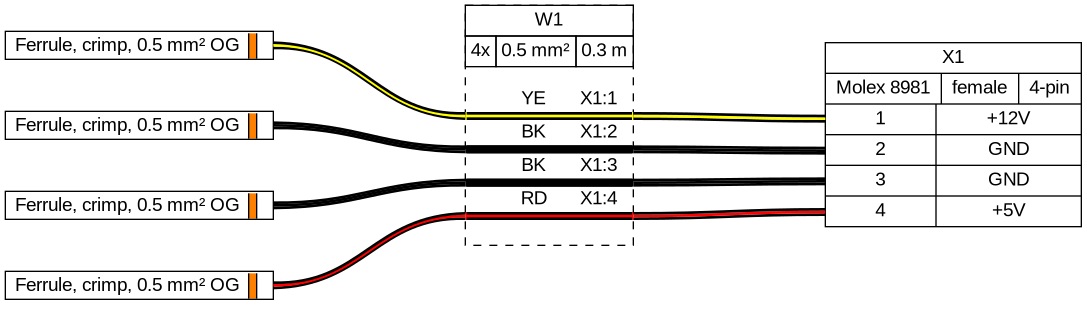 Ferrule, crimp, 0.5 mm² OG
Ferrule, crimp, 0.5 mm² OG
Ferrule, crimp, 0.5 mm² OG
Ferrule, crimp, 0.5 mm² OG
W1
4x 0.5 mm² 0.3 m
YE X1:1
BK X1:2
BK X1:3
RD X1:4
X1
Molex 8981 female 4-pin
1 +12V
2 GND
3 GND
4 +5V